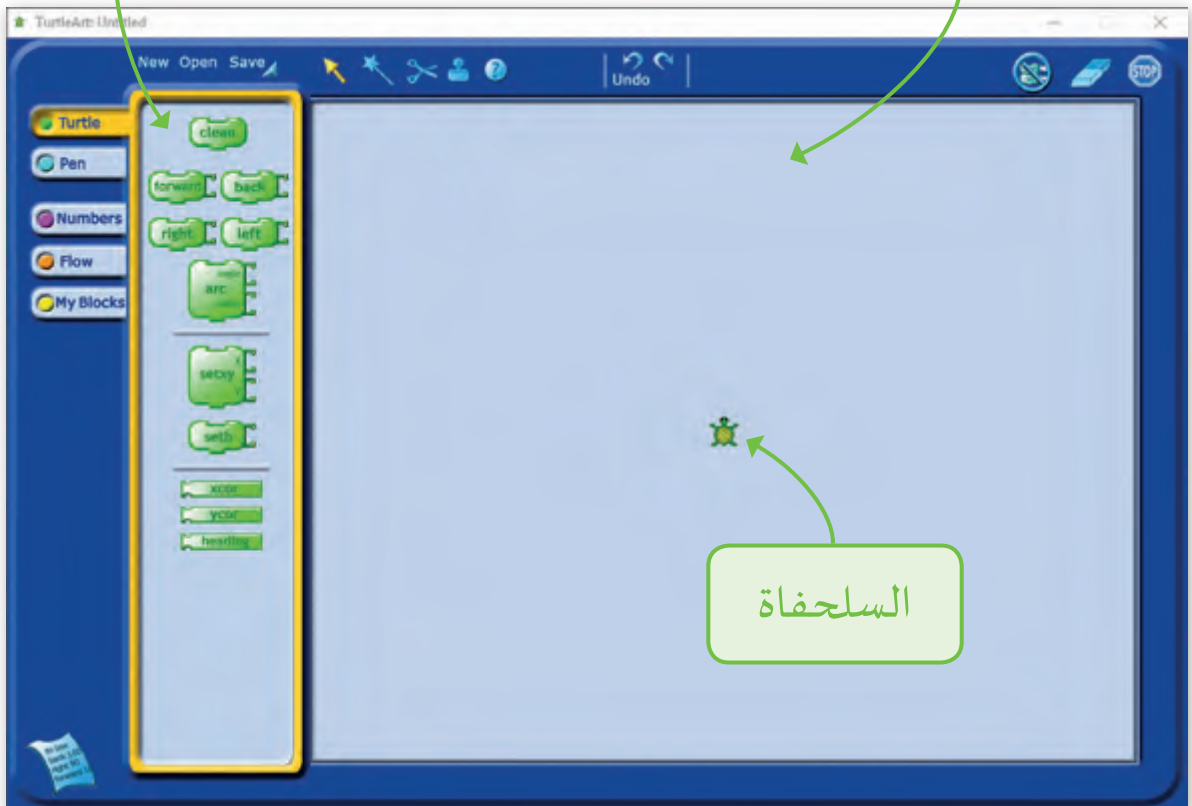 TurtleArt: Untitled
New Open Save
Undo
STOP
Turtle
Pen
Numbers
Flow
My Blocks
clean
forward back
right left
arc
setxy
seth
xcor
ycor
heading
السلحفاة